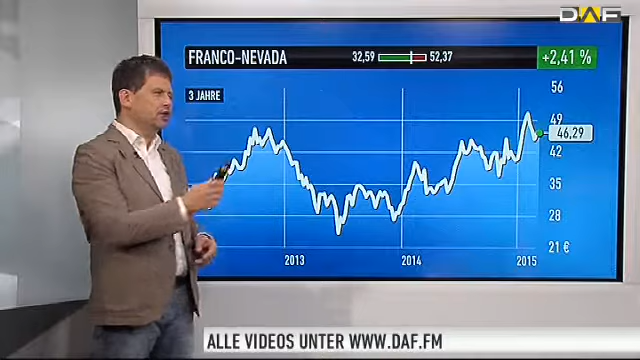 DAF
FRANCO-NEVADA 32,59 52,37 +2,41 %
3 JAHRE
56
49
46,29
42
35
28
21 €
2013 2014 2015
ALLE VIDEOS UNTER WWW.DAF.FM